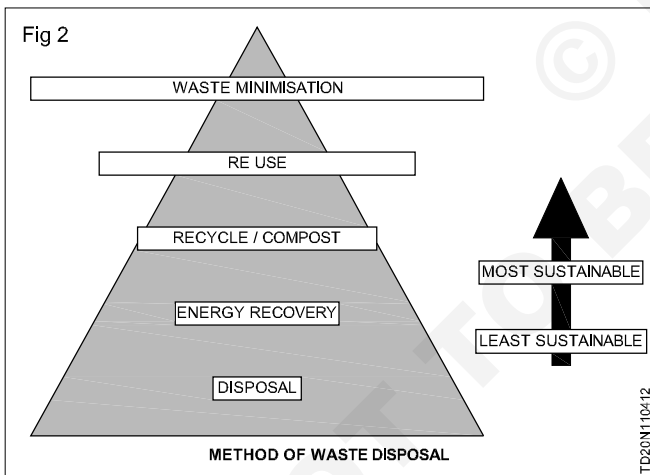 Fig 2
WASTE MINIMISATION
RE USE
RECYCLE / COMPOST
MOST SUSTAINABLE
ENERGY RECOVERY
LEAST SUSTAINABLE
DISPOSAL
METHOD OF WASTE DISPOSAL
TD20N110412